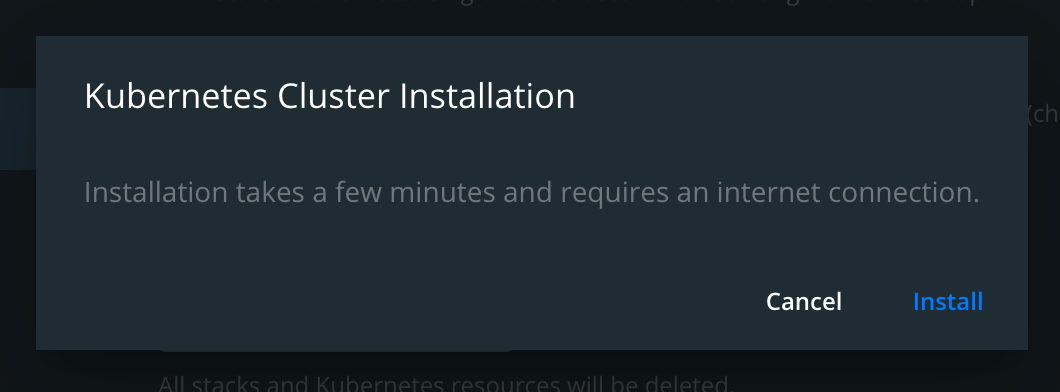 Kubernetes Cluster Installation
(ch
Installation takes a few minutes and requires an internet connection.
Cancel
Install
All stacks and Kubernetes resources will be deleted.